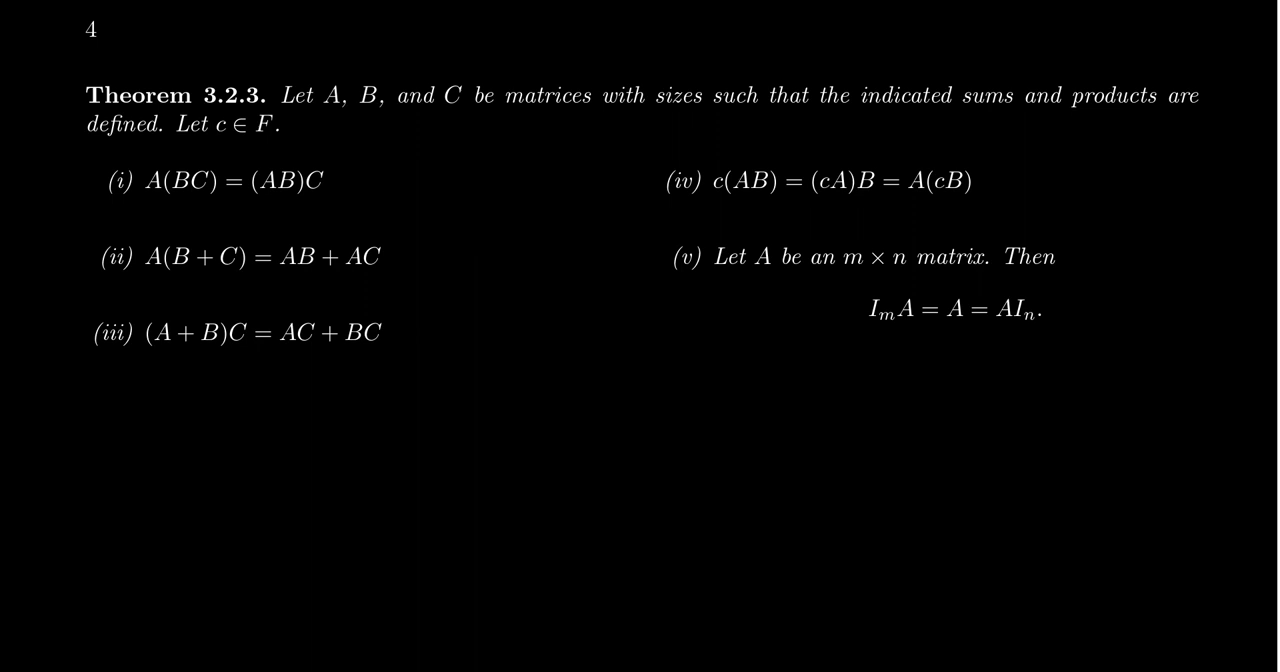 4
Theorem 3.2.3. Let A, B, and C be matrices with sizes such that the indicated sums and products are
defined. Let c ∈ F.
(i) A(BC) = (AB)C
(ii) A(B + C) = AB + AC
(iii) (A + B)C = AC + BC
(iv) c(AB) = (cA)B = A(cB)
(v) Let A be an m × n matrix. Then
IₘA = A = AIₙ.